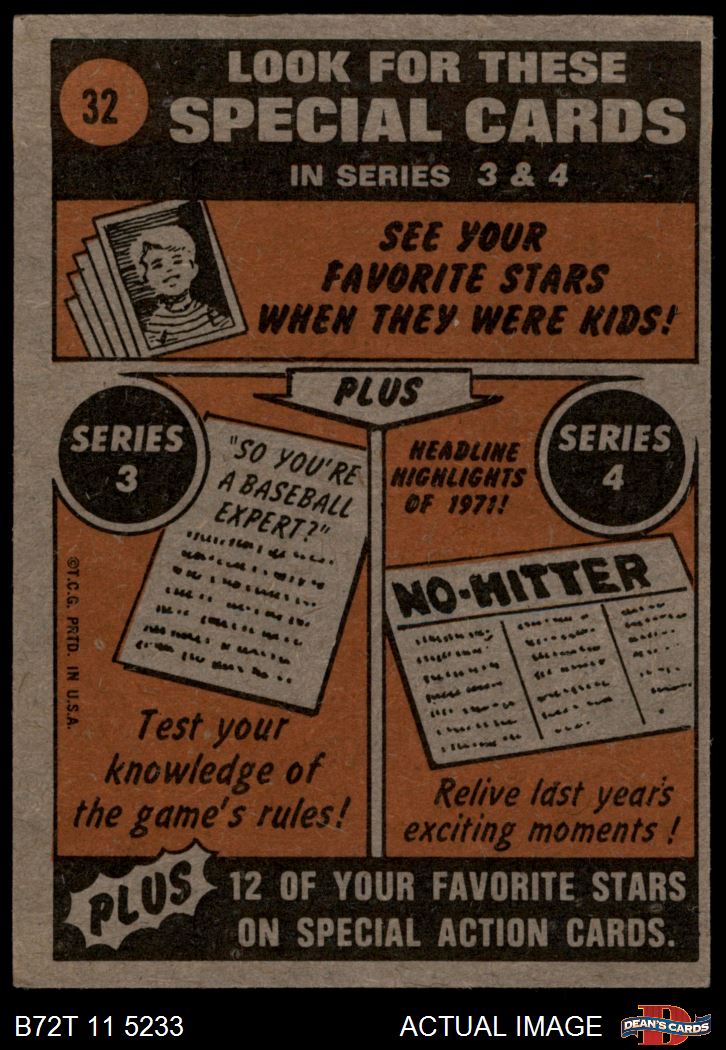 32
LOOK FOR THESE
SPECIAL CARDS
IN SERIES 3 & 4
SEE YOUR
FAVORITE STARS
WHEN THEY WERE KIDS!
PLUS
SERIES
3
"SO YOU'RE
A BASEBALL
EXPERT?"
Test your
knowledge of
the game's rules!
HEADLINE
HIGHLIGHTS
OF 1971!
SERIES
4
NO-HITTER
Relive last year's
exciting moments!
©T.C.G. PRTD. IN U.S.A.
PLUS
12 OF YOUR FAVORITE STARS
ON SPECIAL ACTION CARDS.
B72T 11 5233
ACTUAL IMAGE
D
DEAN'S CARDS